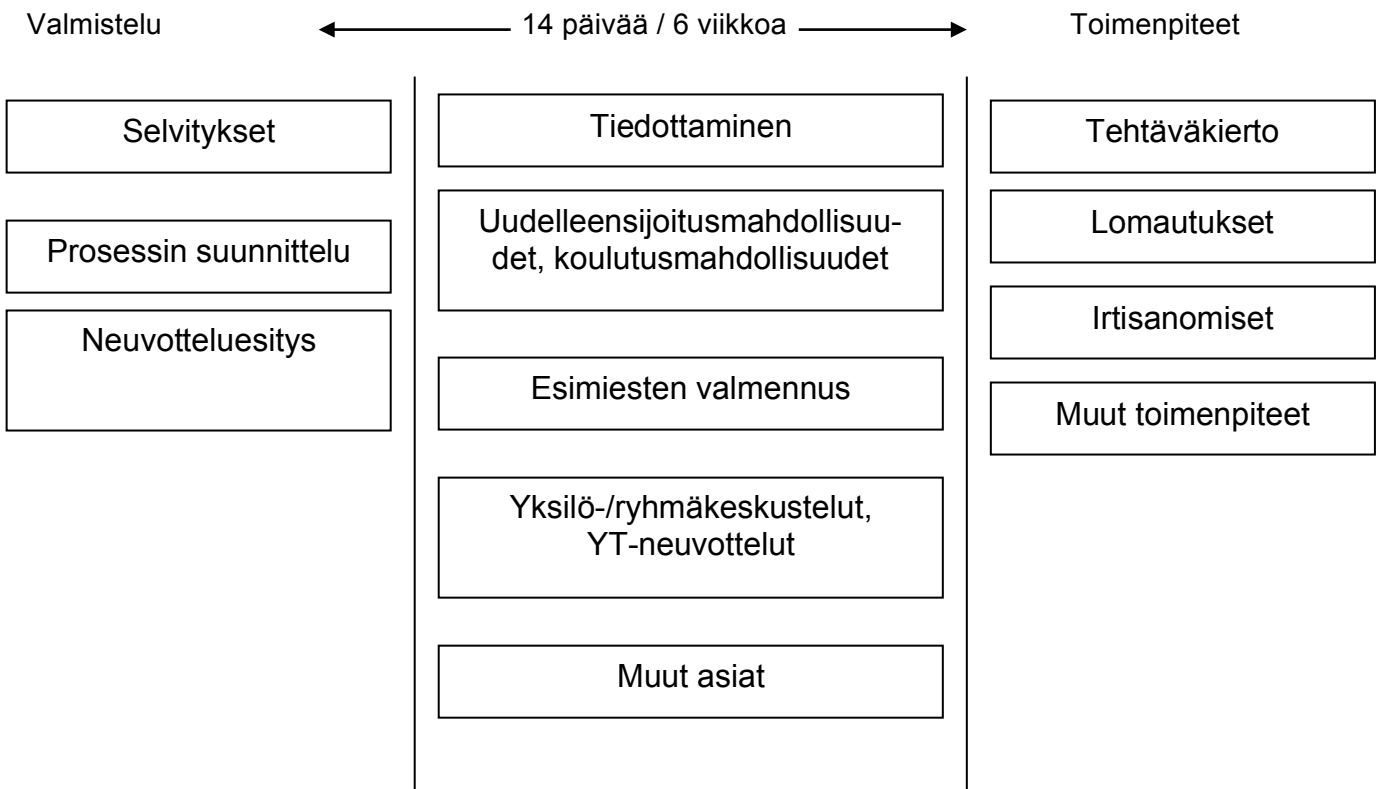 Valmistelu
14 päivää / 6 viikkoa
Toimenpiteet
Selvitykset
Prosessin suunnittelu
Neuvotteluesitys
Tiedottaminen
Uudelleensijoitusmahdollisuu-
det, koulutusmahdollisuudet
Esimiesten valmennus
Yksilö-/ryhmäkeskustelut,
YT-neuvottelut
Muut asiat
Tehtäväkierto
Lomautukset
Irtisanomiset
Muut toimenpiteet